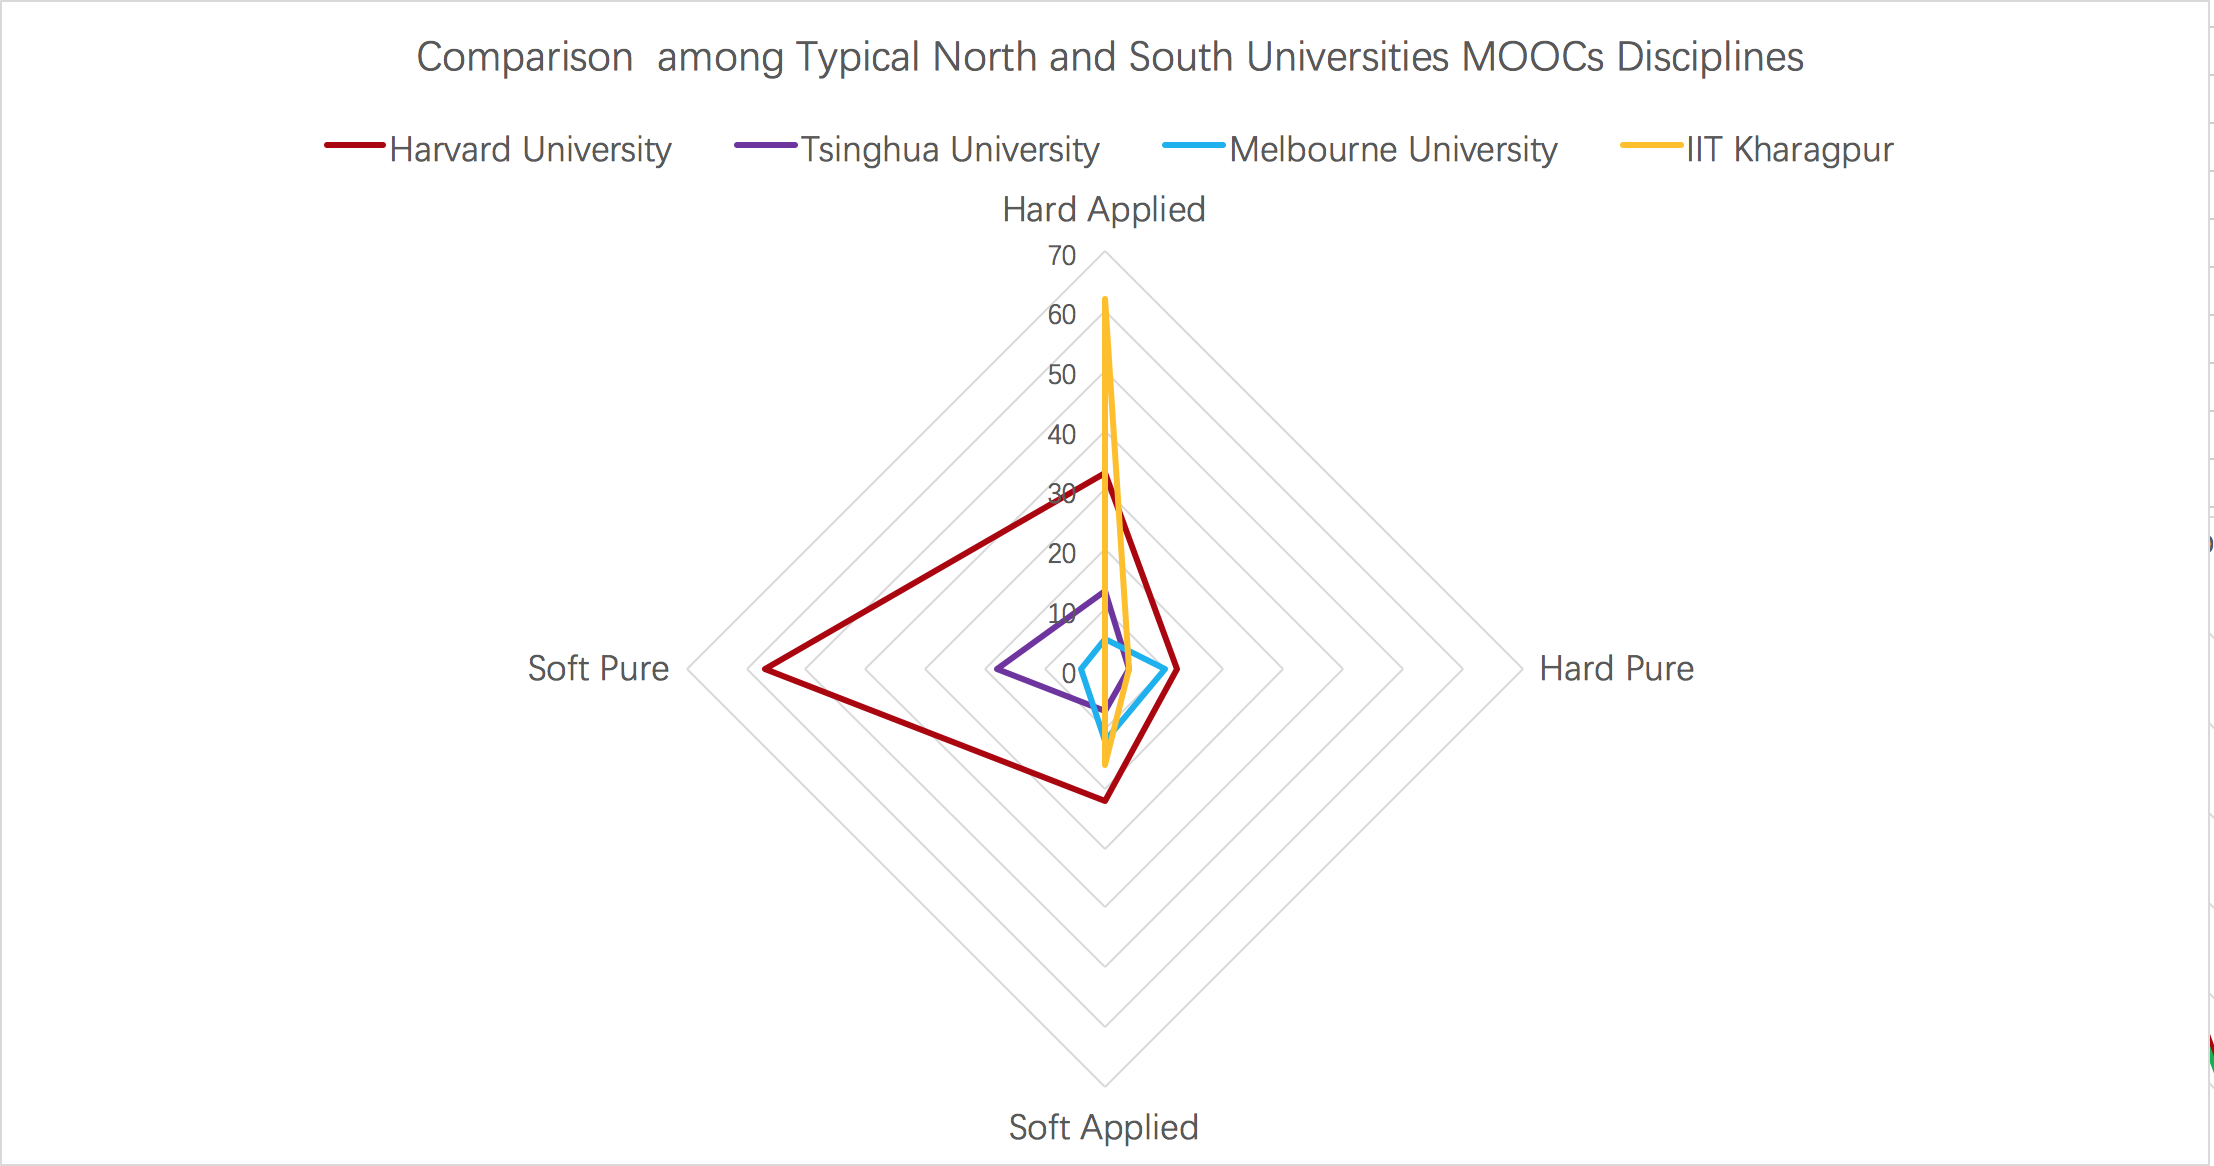 Comparison  among Typical North and South Universities MOOCs Disciplines
Harvard University Tsinghua University Melbourne University IIT Kharagpur
Hard Applied
70
60
50
40
30
20
10
0
Soft Pure
Hard Pure
Soft Applied